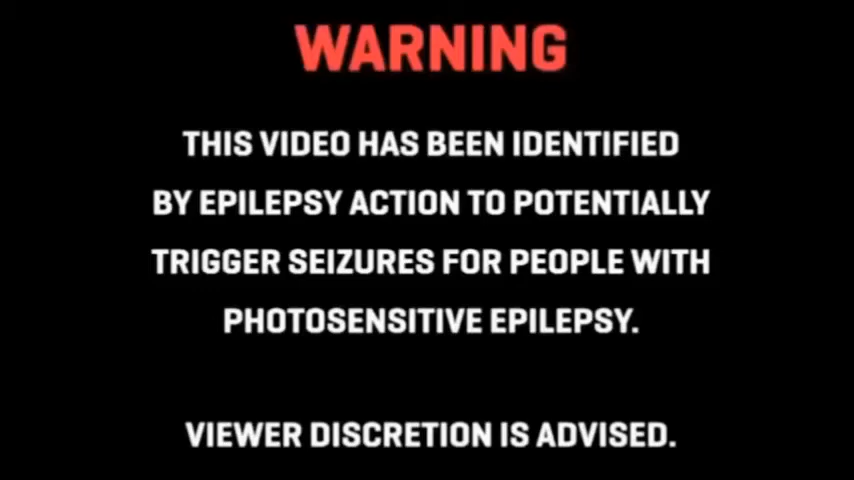 WARNING
THIS VIDEO HAS BEEN IDENTIFIED
BY EPILEPSY ACTION TO POTENTIALLY
TRIGGER SEIZURES FOR PEOPLE WITH
PHOTOSENSITIVE EPILEPSY.
VIEWER DISCRETION IS ADVISED.